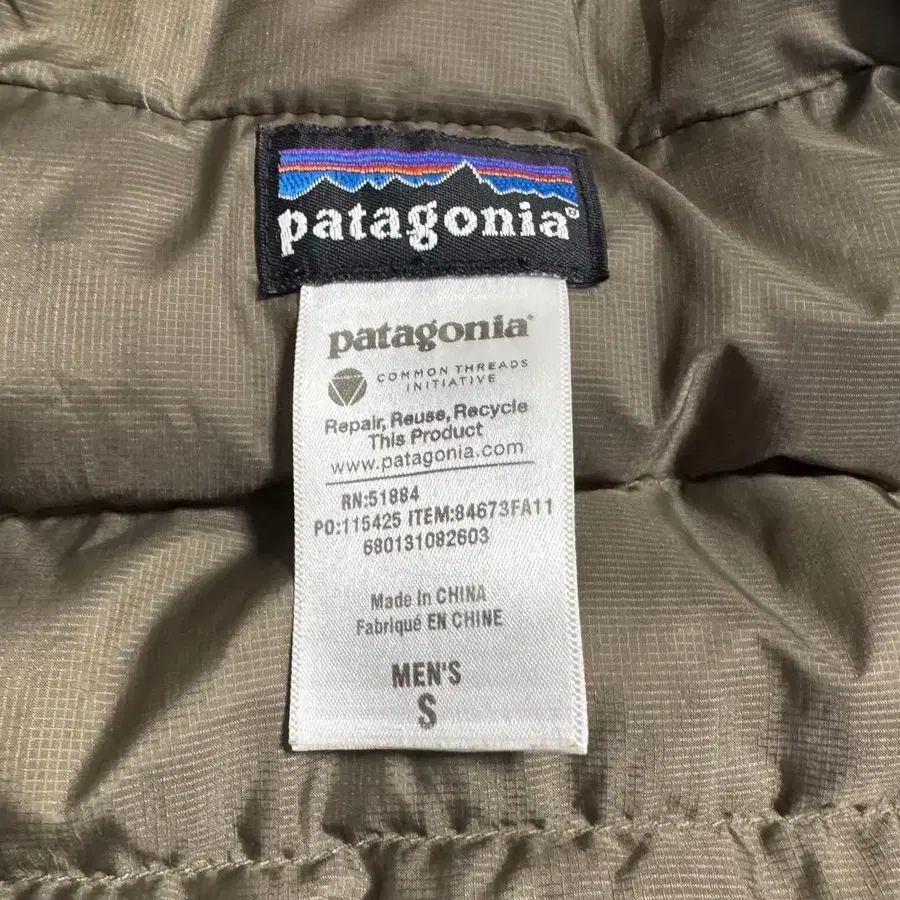 patagonia®
patagonia®
COMMON THREADS
INITIATIVE
Repair, Reuse, Recycle
This Product
www.patagonia.com
RN:51884
PO:115425 ITEM:84673FA11
680131082603
Made In CHINA
Fabriqué EN CHINE
MEN'S
S